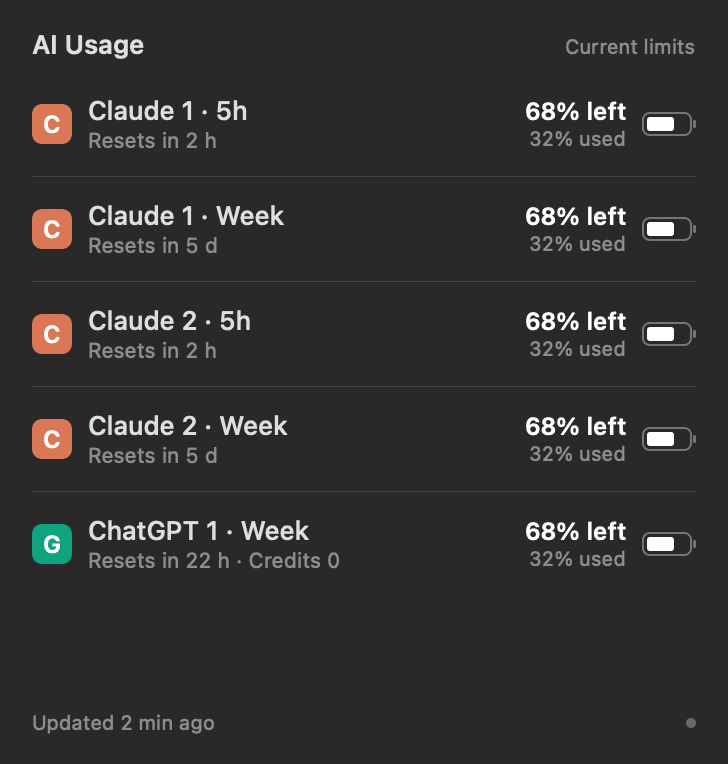 AI Usage
Current limits
C
Claude 1 · 5h
Resets in 2 h
68% left
32% used
C
Claude 1 · Week
Resets in 5 d
68% left
32% used
C
Claude 2 · 5h
Resets in 2 h
68% left
32% used
C
Claude 2 · Week
Resets in 5 d
68% left
32% used
G
ChatGPT 1 · Week
Resets in 22 h · Credits 0
68% left
32% used
Updated 2 min ago